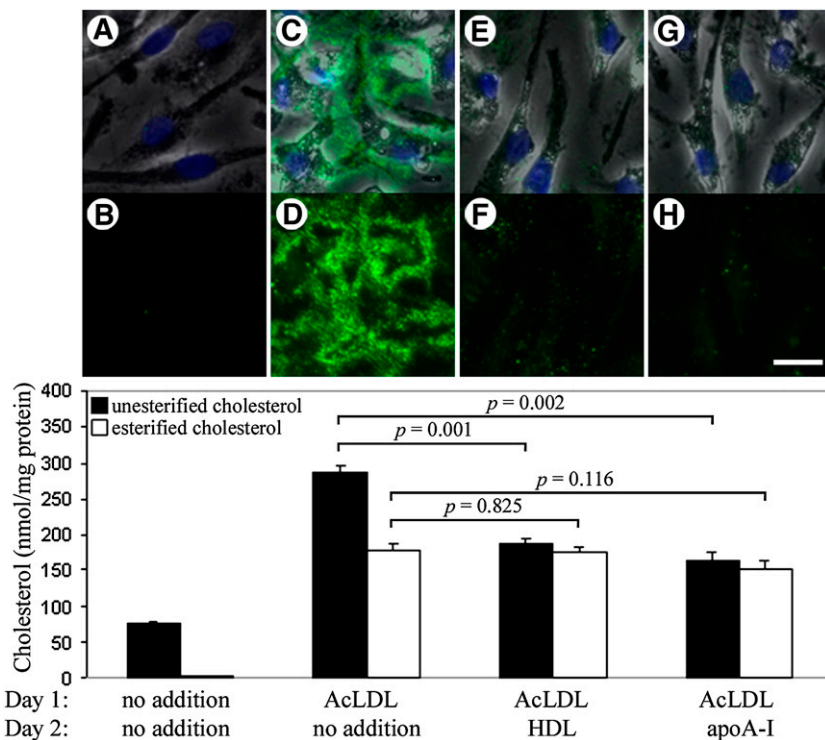 A C E G
B D F H
400
350
300
250
200
150
100
50
0
Cholesterol (nmol/mg protein)
unesterified cholesterol
esterified cholesterol
p = 0.002
p = 0.001
p = 0.116
p = 0.825
Day 1: no addition AcLDL AcLDL AcLDL
Day 2: no addition no addition HDL apoA-I